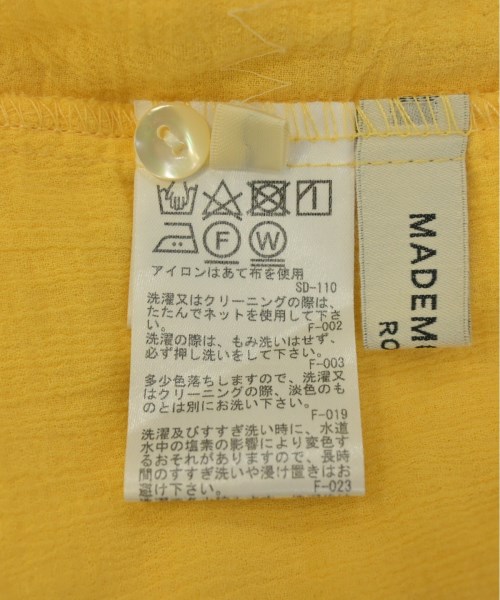 F
W
アイロンはあて布を使用
SD-110
洗濯又はクリーニングの際は、
たたんでネットを使用して下さ
い。
F-002
洗濯の際は、もみ洗いはせず、
必ず押し洗いをして下さい。
F-003
多少色落ちしますので、洗濯又
はクリーニングの際、淡色のも
のとは別にお洗い下さい。
F-019
洗濯及びすすぎ洗い時に、水道
水中の塩素の影響により変色す
るおそれがありますので、長時
間のすすぎ洗いや浸け置きはお
避け下さい。
F-023
MADEM
RO